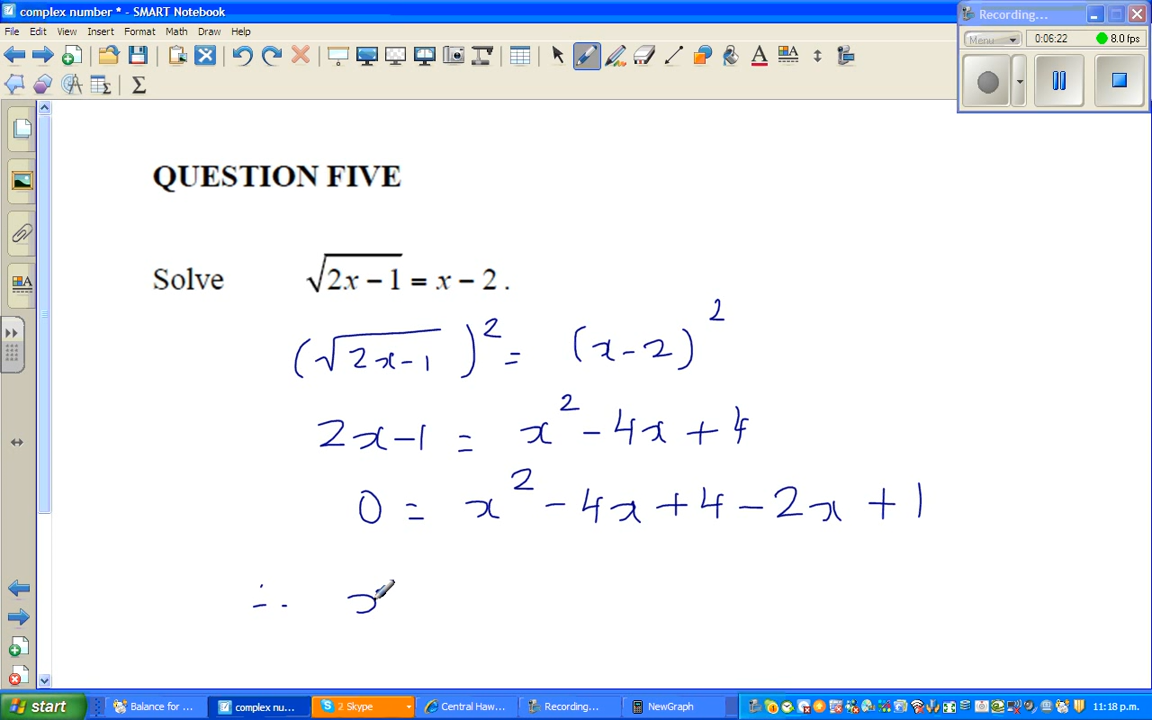 complex number * - SMART Notebook
Recording...
File Edit View Insert Format Math Draw Help
Menu 0:06:22 8.0 fps
QUESTION FIVE
Solve √(2x − 1) = x − 2 .
(√(2x-1))² = (x-2)²
2x-1 = x² - 4x + 4
0 = x² - 4x + 4 - 2x + 1
∴ x
start Balance for ... complex nu... 2 Skype Central Haw... Recording... NewGraph 11:18 p.m.